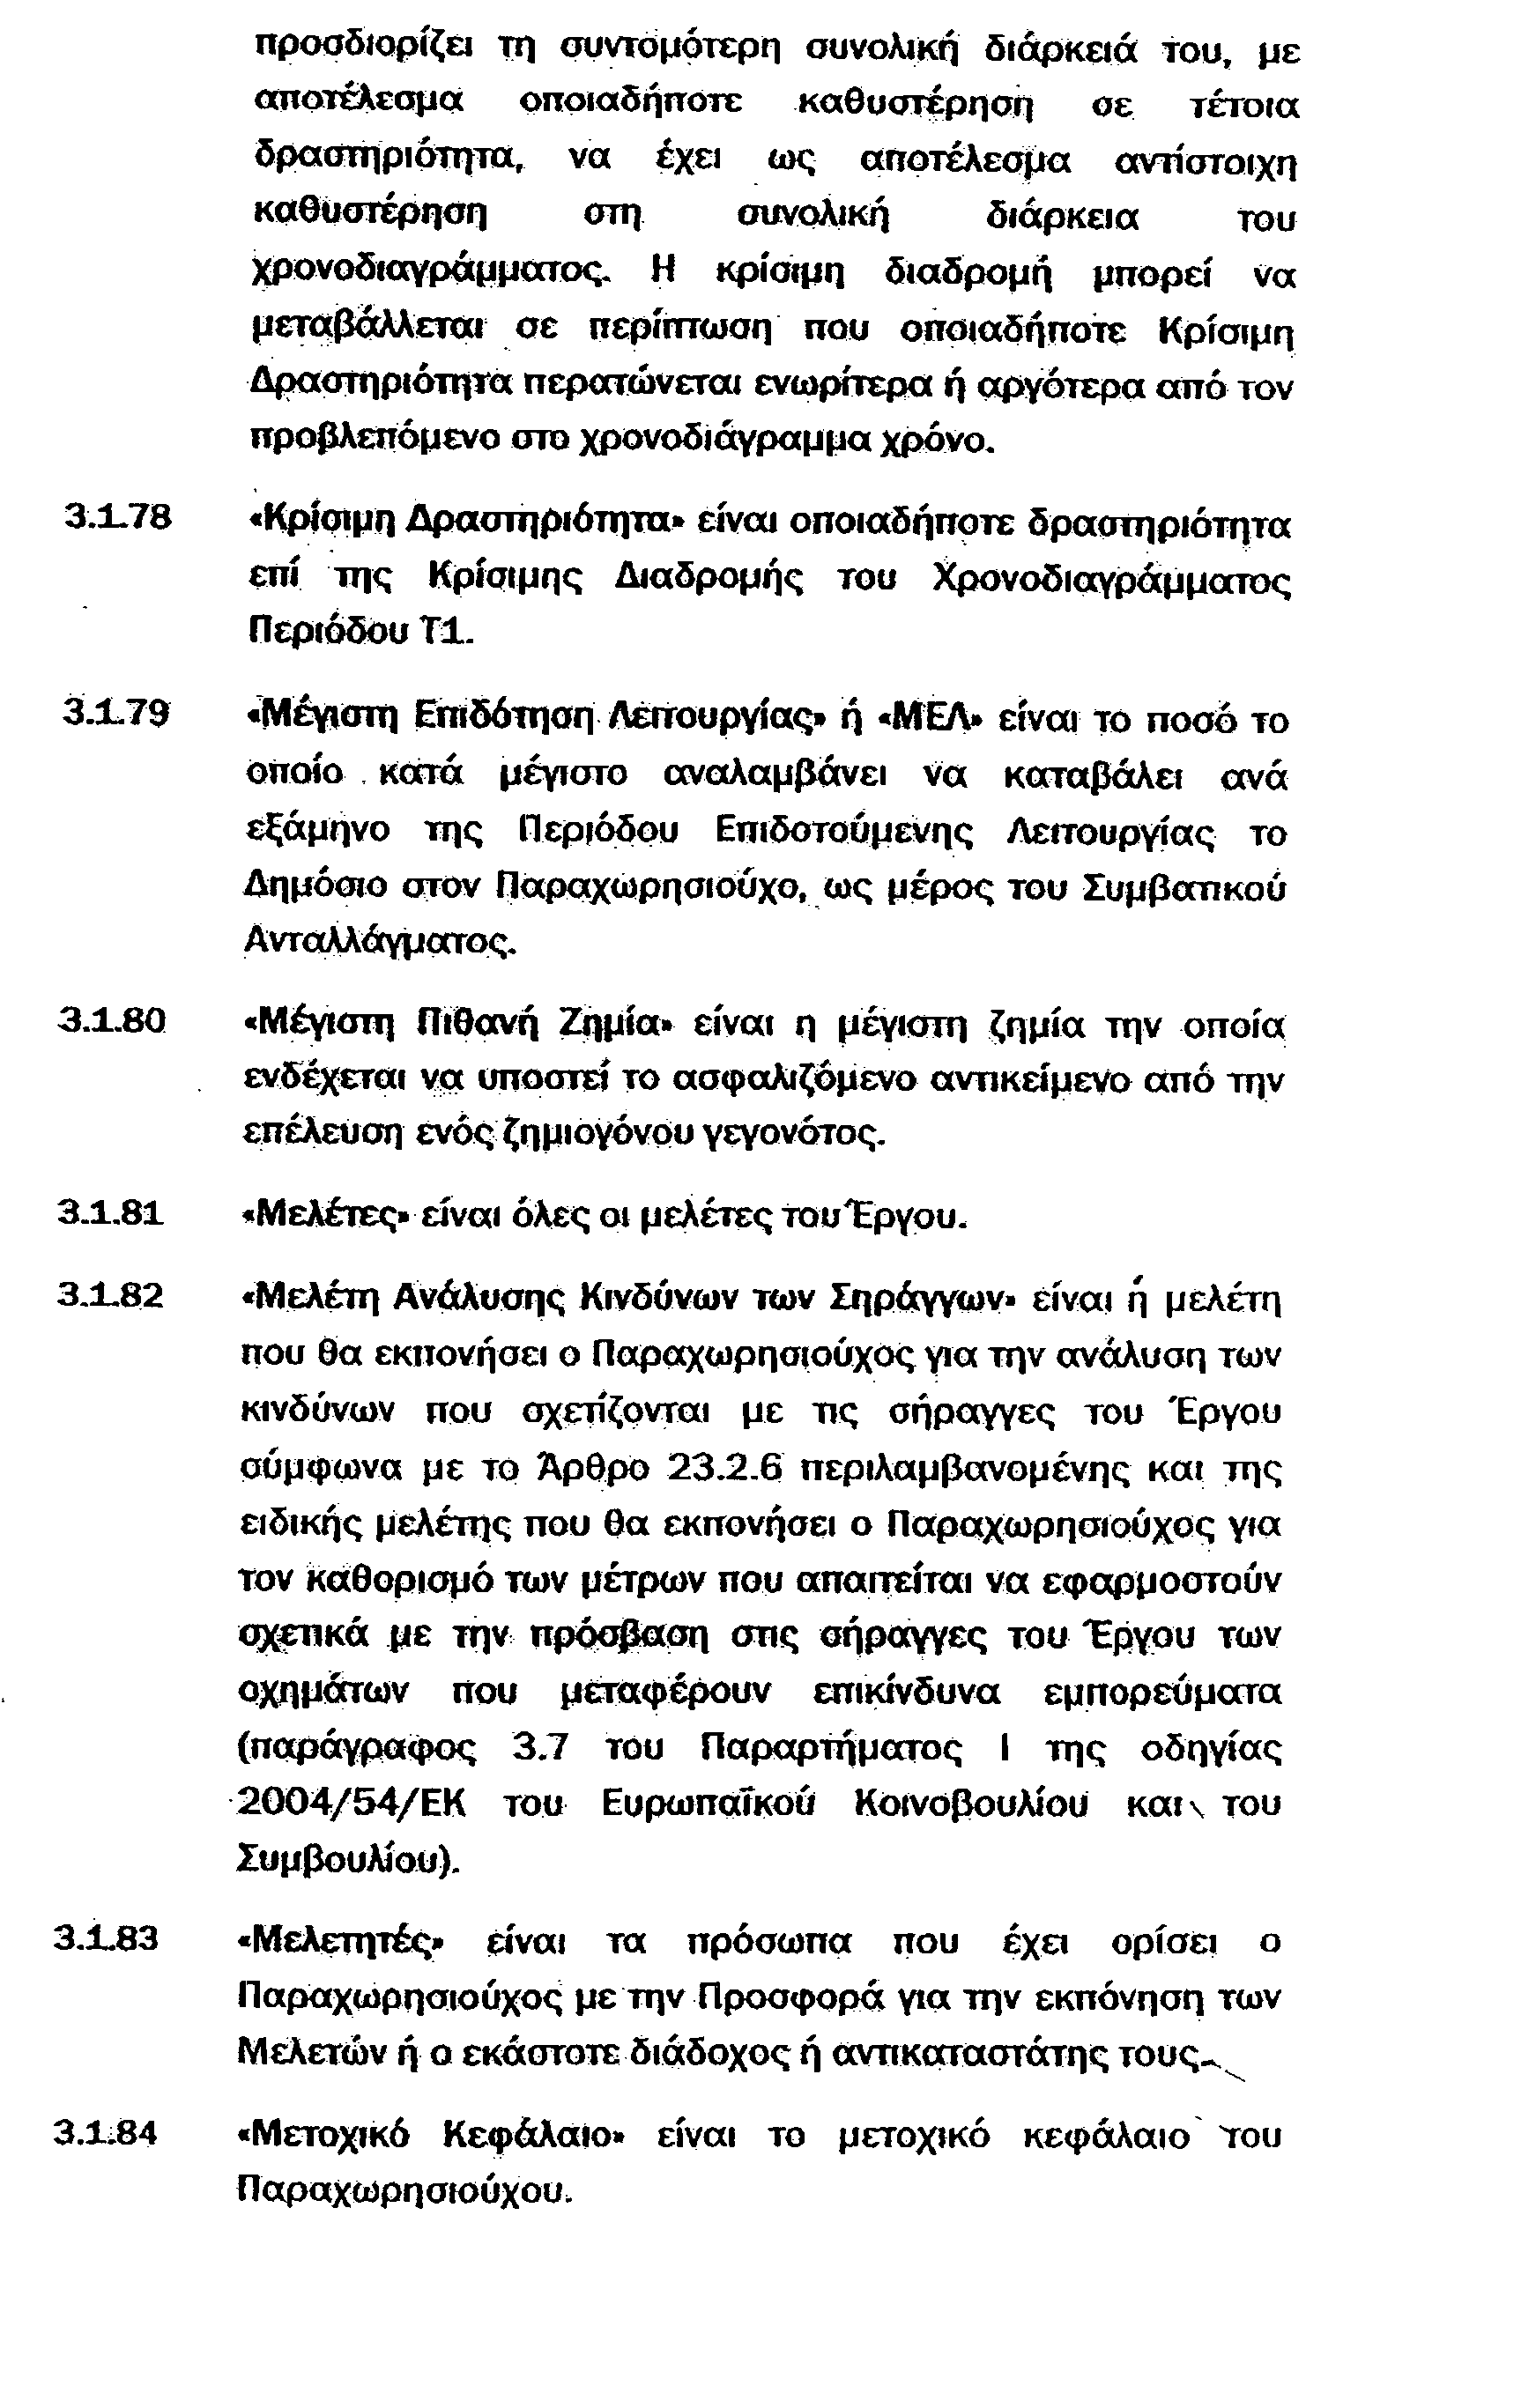 προσδιορίζει τη συντομότερη συνολική διάρκειά του, με
αποτέλεσμα οποιαδήποτε καθυστέρηση σε τέτοια
δραστηριότητα, να έχει ως αποτέλεσμα αντίστοιχη
καθυστέρηση στη συνολική διάρκεια του
χρονοδιαγράμματος. Η κρίσιμη διαδρομή μπορεί να
μεταβάλλεται σε περίπτωση που οποιαδήποτε Κρίσιμη
Δραστηριότητα περατώνεται ενωρίτερα ή αργότερα από τον
προβλεπόμενο στο χρονοδιάγραμμα χρόνο.
3.1.78 «Κρίσιμη Δραστηριότητα» είναι οποιαδήποτε δραστηριότητα
επί της Κρίσιμης Διαδρομής του Χρονοδιαγράμματος
Περιόδου Τ1.
3.1.79 «Μέγιστη Επιδότηση Λειτουργίας» ή «ΜΕΛ» είναι το ποσό το
οποίο κατά μέγιστο αναλαμβάνει να καταβάλει ανά
εξάμηνο της Περιόδου Επιδοτούμενης Λειτουργίας το
Δημόσιο στον Παραχωρησιούχο, ως μέρος του Συμβατικού
Ανταλλάγματος.
3.1.80 «Μέγιστη Πιθανή Ζημία» είναι η μέγιστη ζημία την οποία
ενδέχεται να υποστεί το ασφαλιζόμενο αντικείμενο από την
επέλευση ενός ζημιογόνου γεγονότος.
3.1.81 «Μελέτες» είναι όλες οι μελέτες του Έργου.
3.1.82 «Μελέτη Ανάλυσης Κινδύνων των Σηράγγων» είναι ή μελέτη
που θα εκπονήσει ο Παραχωρησιούχος για την ανάλυση των
κινδύνων που σχετίζονται με τις σήραγγες του Έργου
σύμφωνα με το Άρθρο 23.2.6 περιλαμβανομένης και της
ειδικής μελέτης που θα εκπονήσει ο Παραχωρησιούχος για
τον καθορισμό των μέτρων που απαιτείται να εφαρμοστούν
σχετικά με την πρόσβαση στις σήραγγες του Έργου των
οχημάτων που μεταφέρουν επικίνδυνα εμπορεύματα
(παράγραφος 3.7 του Παραρτήματος Ι της οδηγίας
2004/54/ΕΚ του Ευρωπαϊκού Κοινοβουλίου και του
Συμβουλίου).
3.1.83 «Μελετητές» είναι τα πρόσωπα που έχει ορίσει ο
Παραχωρησιούχος με την Προσφορά για την εκπόνηση των
Μελετών ή ο εκάστοτε διάδοχος ή αντικαταστάτης τους.
3.1.84 «Μετοχικό Κεφάλαιο» είναι το μετοχικό κεφάλαιο του
Παραχωρησιούχου.